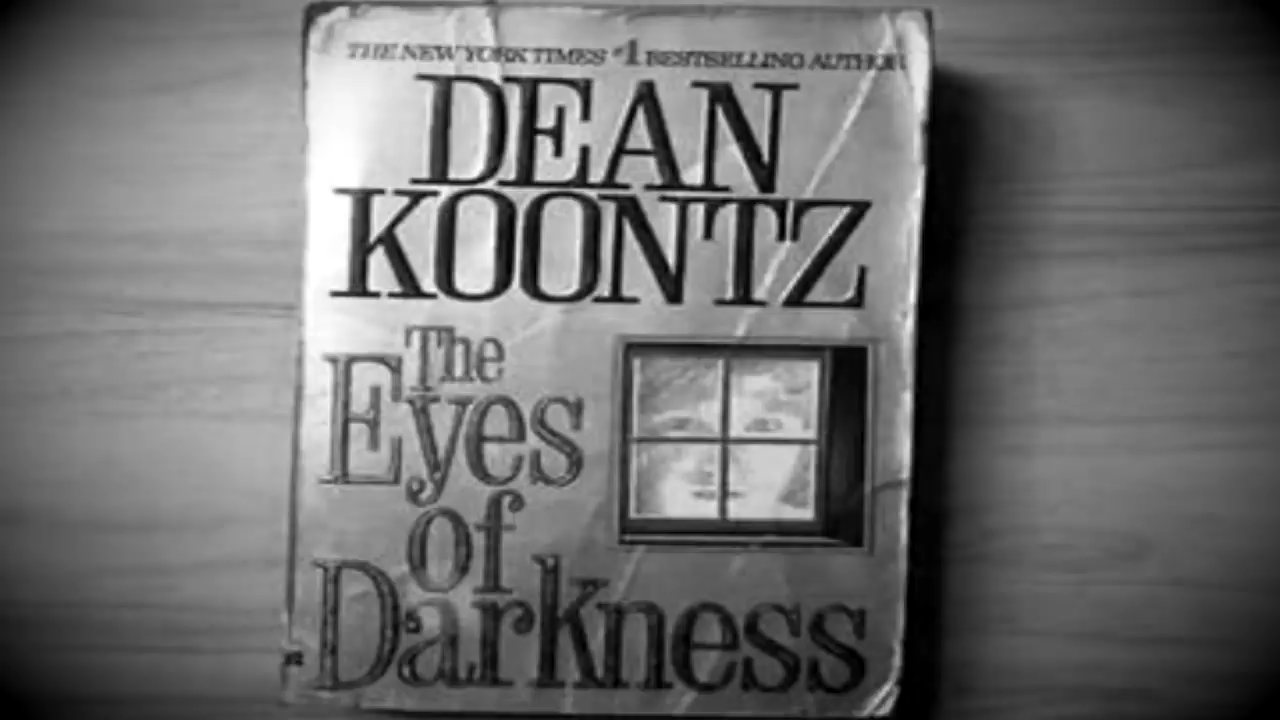 THE NEW YORK TIMES #1 BESTSELLING AUTHOR
DEAN
KOONTZ
The
Eyes
of
Darkness